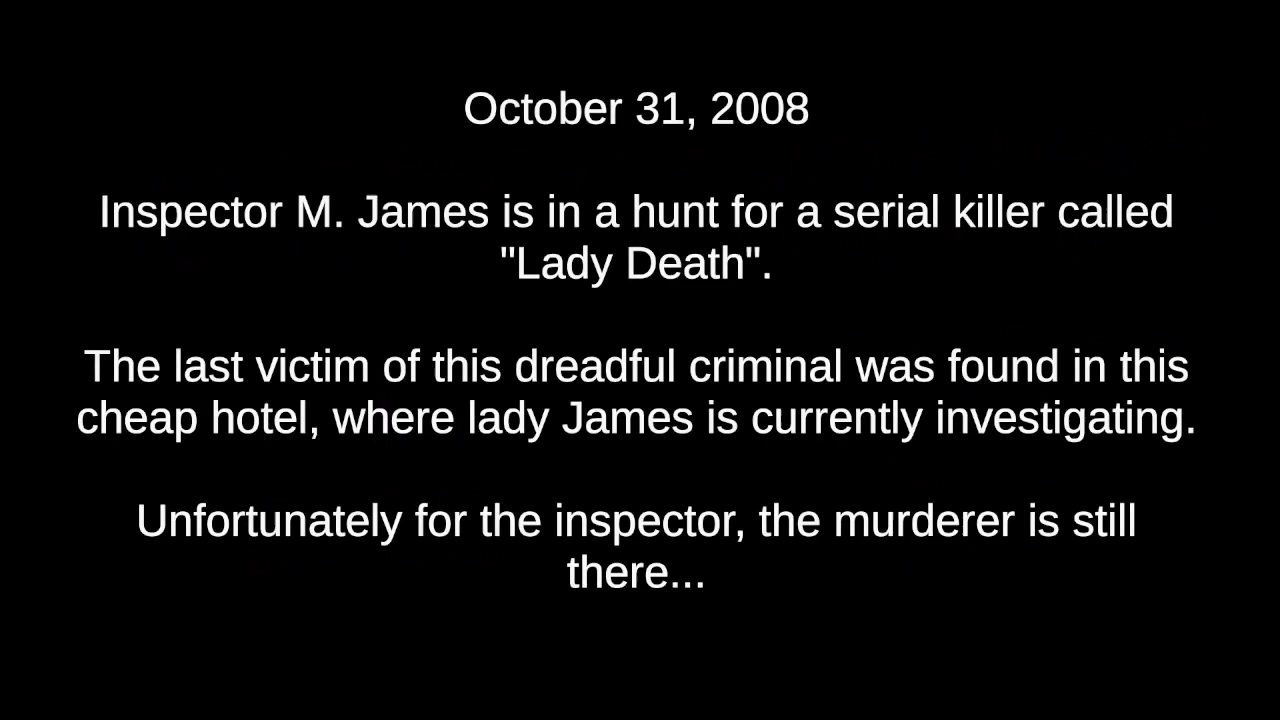 October 31, 2008
Inspector M. James is in a hunt for a serial killer called
"Lady Death".
The last victim of this dreadful criminal was found in this
cheap hotel, where lady James is currently investigating.
Unfortunately for the inspector, the murderer is still
there...